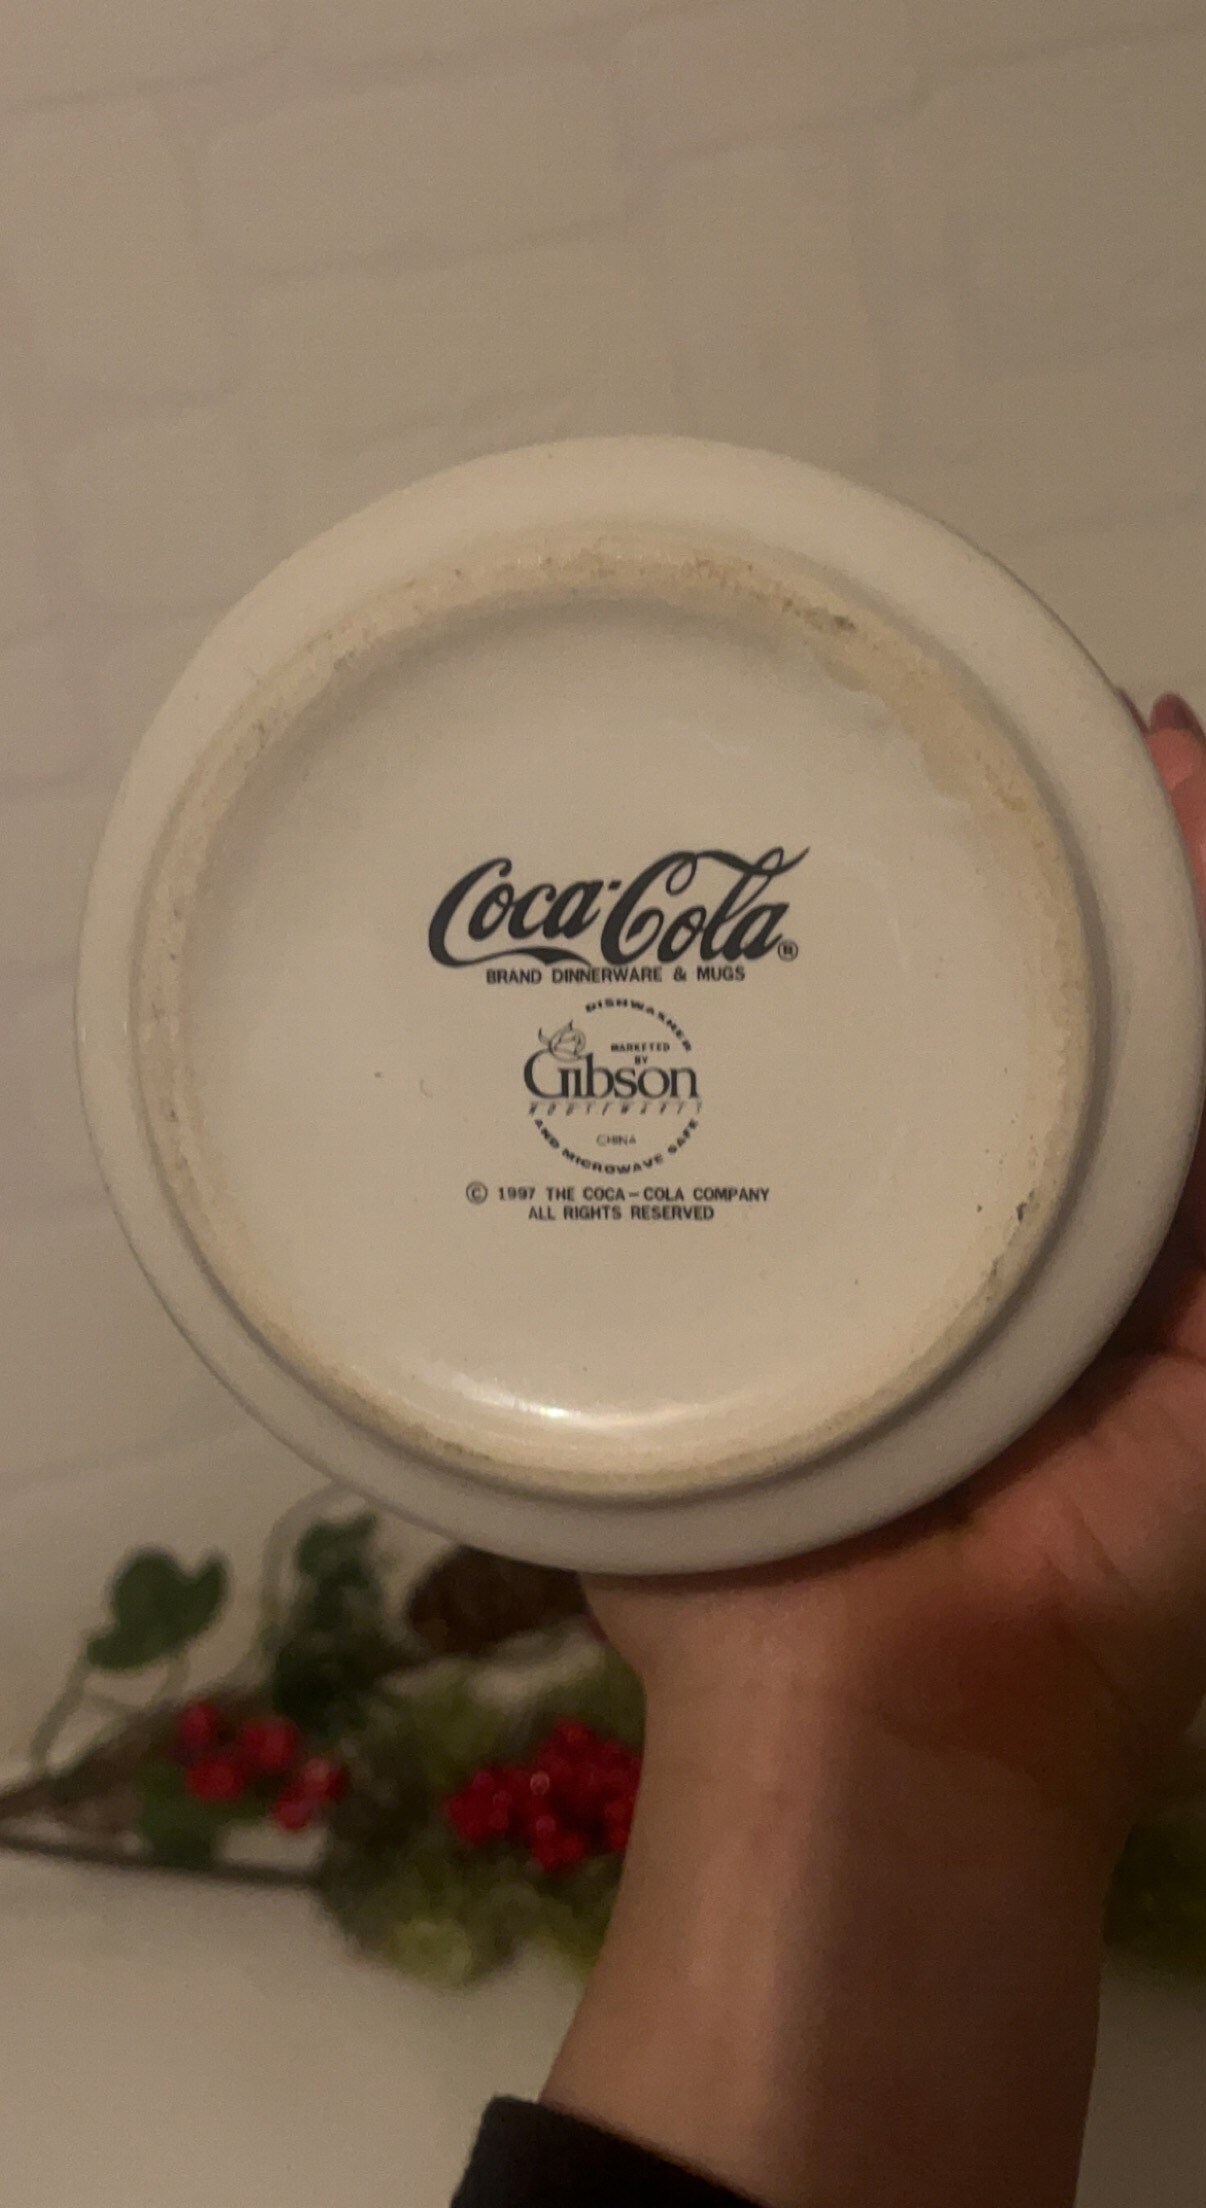 Coca-Cola®
BRAND DINNERWARE & MUGS
DISHWASHER
MARKETED
BY
Gibson
HOUSEWARES
CHINA
AND MICROWAVE SAFE
© 1997 THE COCA-COLA COMPANY
ALL RIGHTS RESERVED